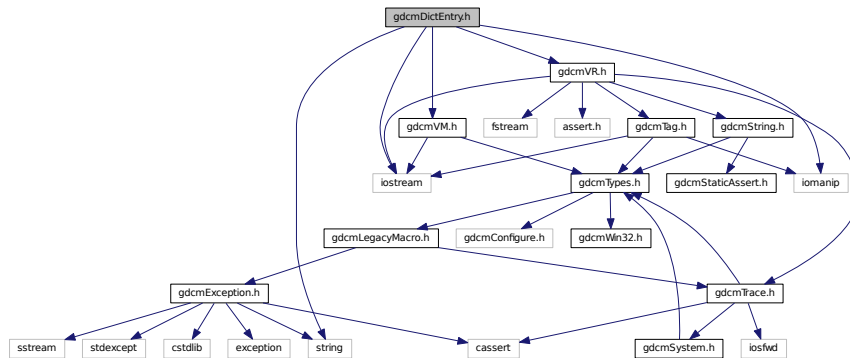 gdcmDictEntry.h
gdcmVR.h
gdcmVM.h
fstream
assert.h
gdcmTag.h
gdcmString.h
iostream
gdcmTypes.h
gdcmStaticAssert.h
iomanip
gdcmLegacyMacro.h
gdcmConfigure.h
gdcmWin32.h
gdcmException.h
gdcmTrace.h
sstream
stdexcept
cstdlib
exception
string
cassert
gdcmSystem.h
iosfwd